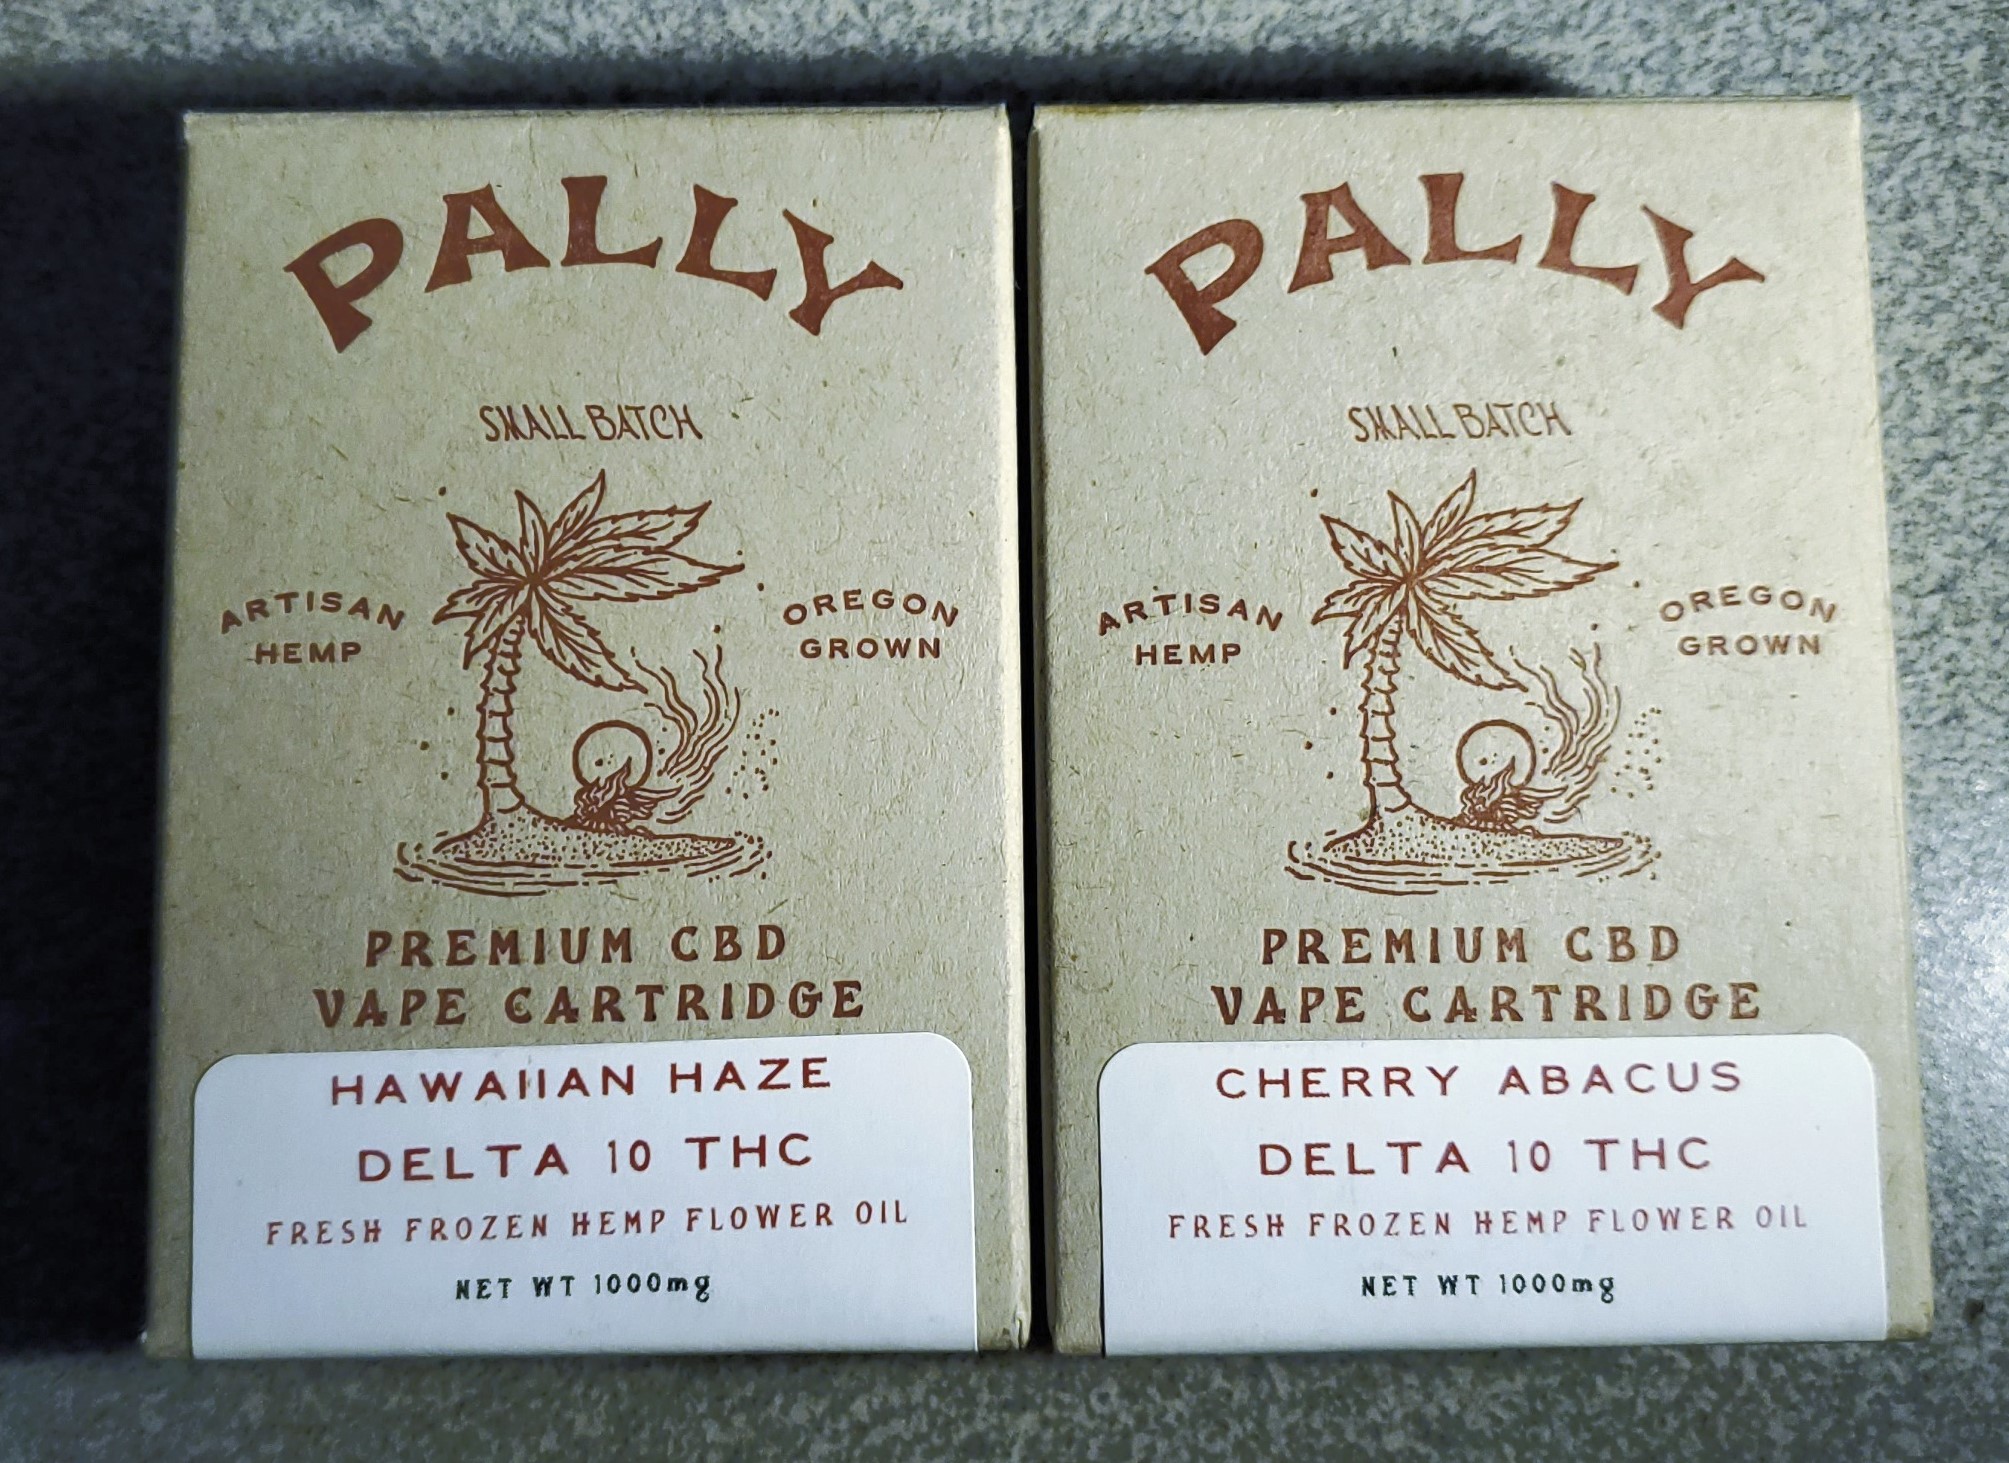 PALLY
SMALL BATCH
ARTISAN
HEMP
OREGON
GROWN
PREMIUM CBD
VAPE CARTRIDGE
HAWAIIAN HAZE
DELTA 10 THC
FRESH FROZEN HEMP FLOWER OIL
NET WT 1000mg
PALLY
SMALL BATCH
ARTISAN
HEMP
OREGON
GROWN
PREMIUM CBD
VAPE CARTRIDGE
CHERRY ABACUS
DELTA 10 THC
FRESH FROZEN HEMP FLOWER OIL
NET WT 1000mg